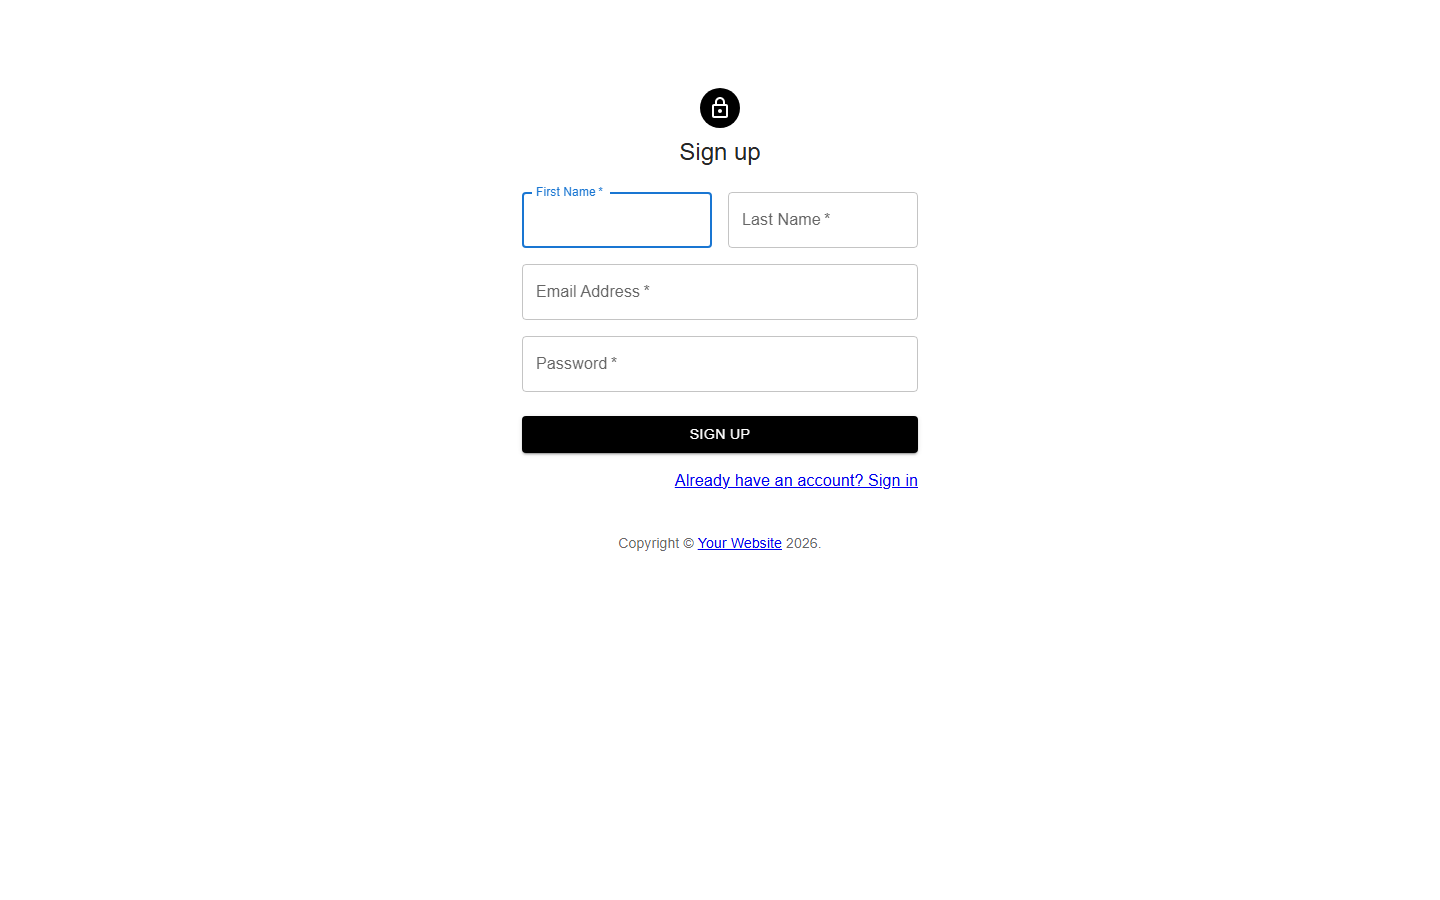 Sign up
First Name *
Last Name *
Email Address *
Password *
SIGN UP
Already have an account? Sign in
Copyright © Your Website 2026.